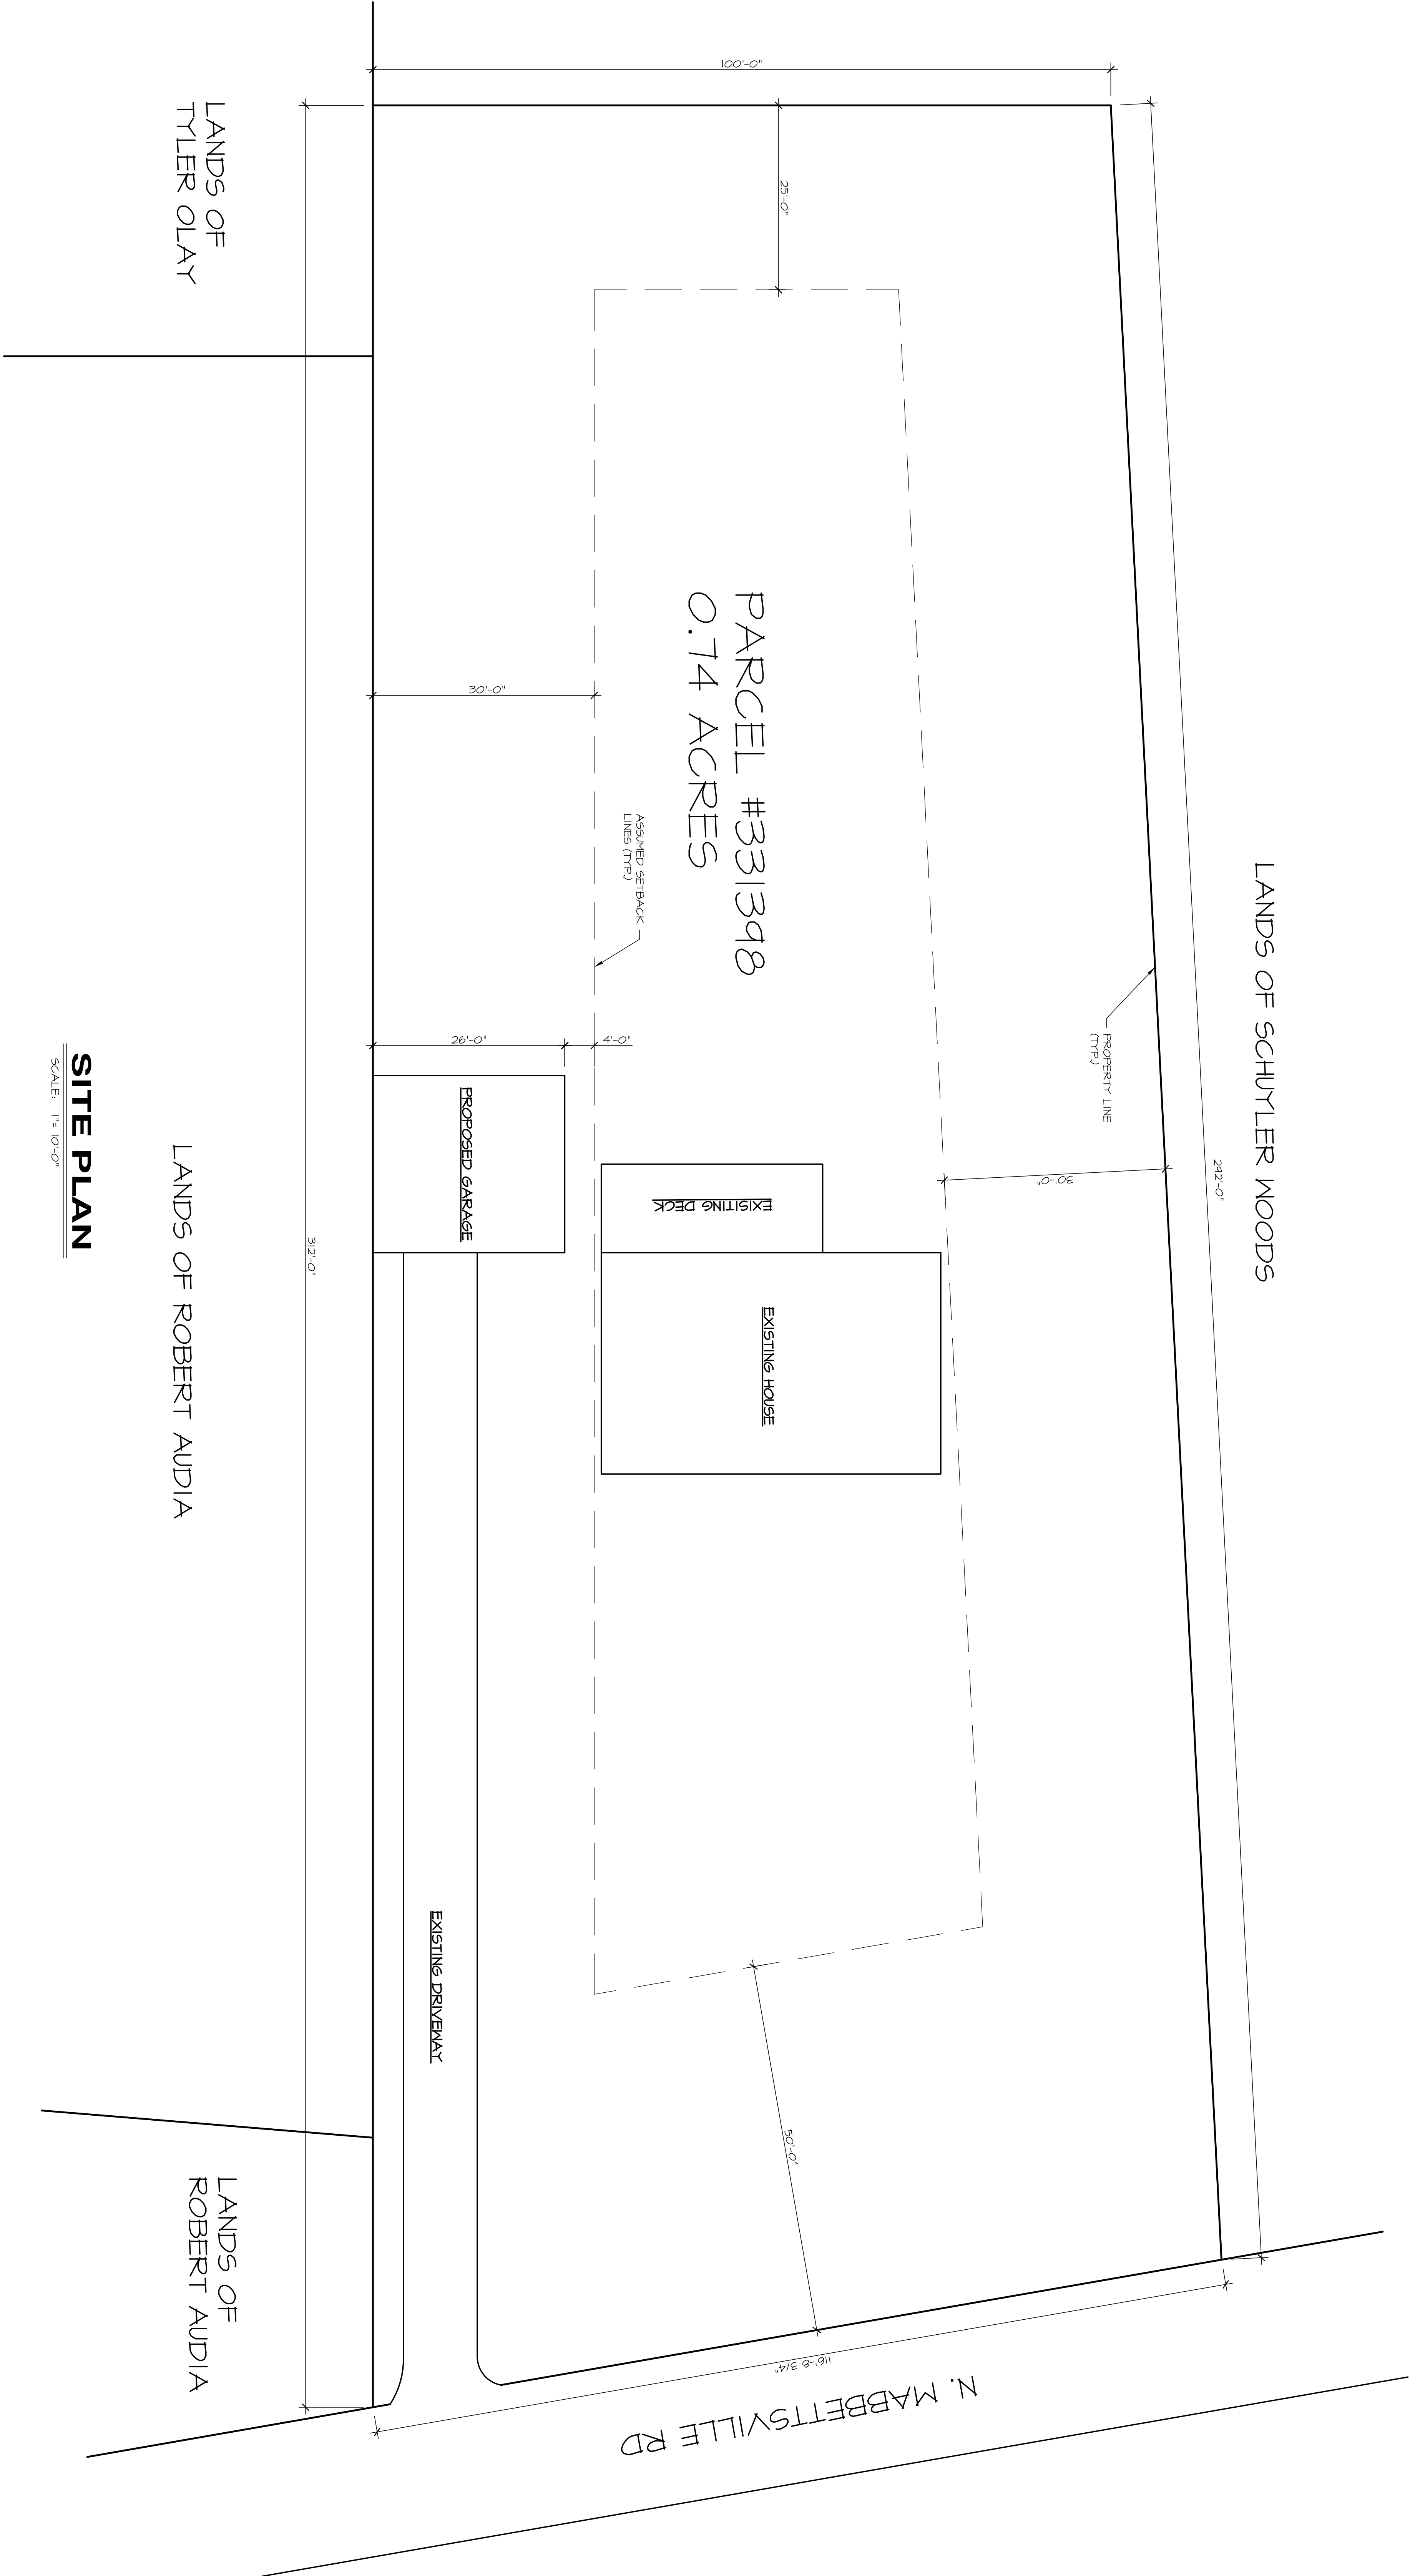 100'-0"
LANDS OF
TYLER OLAY
25'-0"
PARCEL #331398
0.74 ACRES
30'-0"
ASSUMED SETBACK
LINES (TYP.)
PROPERTY LINE
(TYP.)
LANDS OF SCHUYLER WOODS
292'-0"
30'-0"
26'-0"
4'-0"
PROPOSED GARAGE
EXISITING DECK
EXISTING HOUSE
312'-0"
LANDS OF ROBERT AUDIA
SITE PLAN
SCALE: 1"= 10'-0"
EXISTING DRIVEWAY
50'-0"
LANDS OF
ROBERT AUDIA
116'-8 3/4"
N. MABBETTSVILLE RD